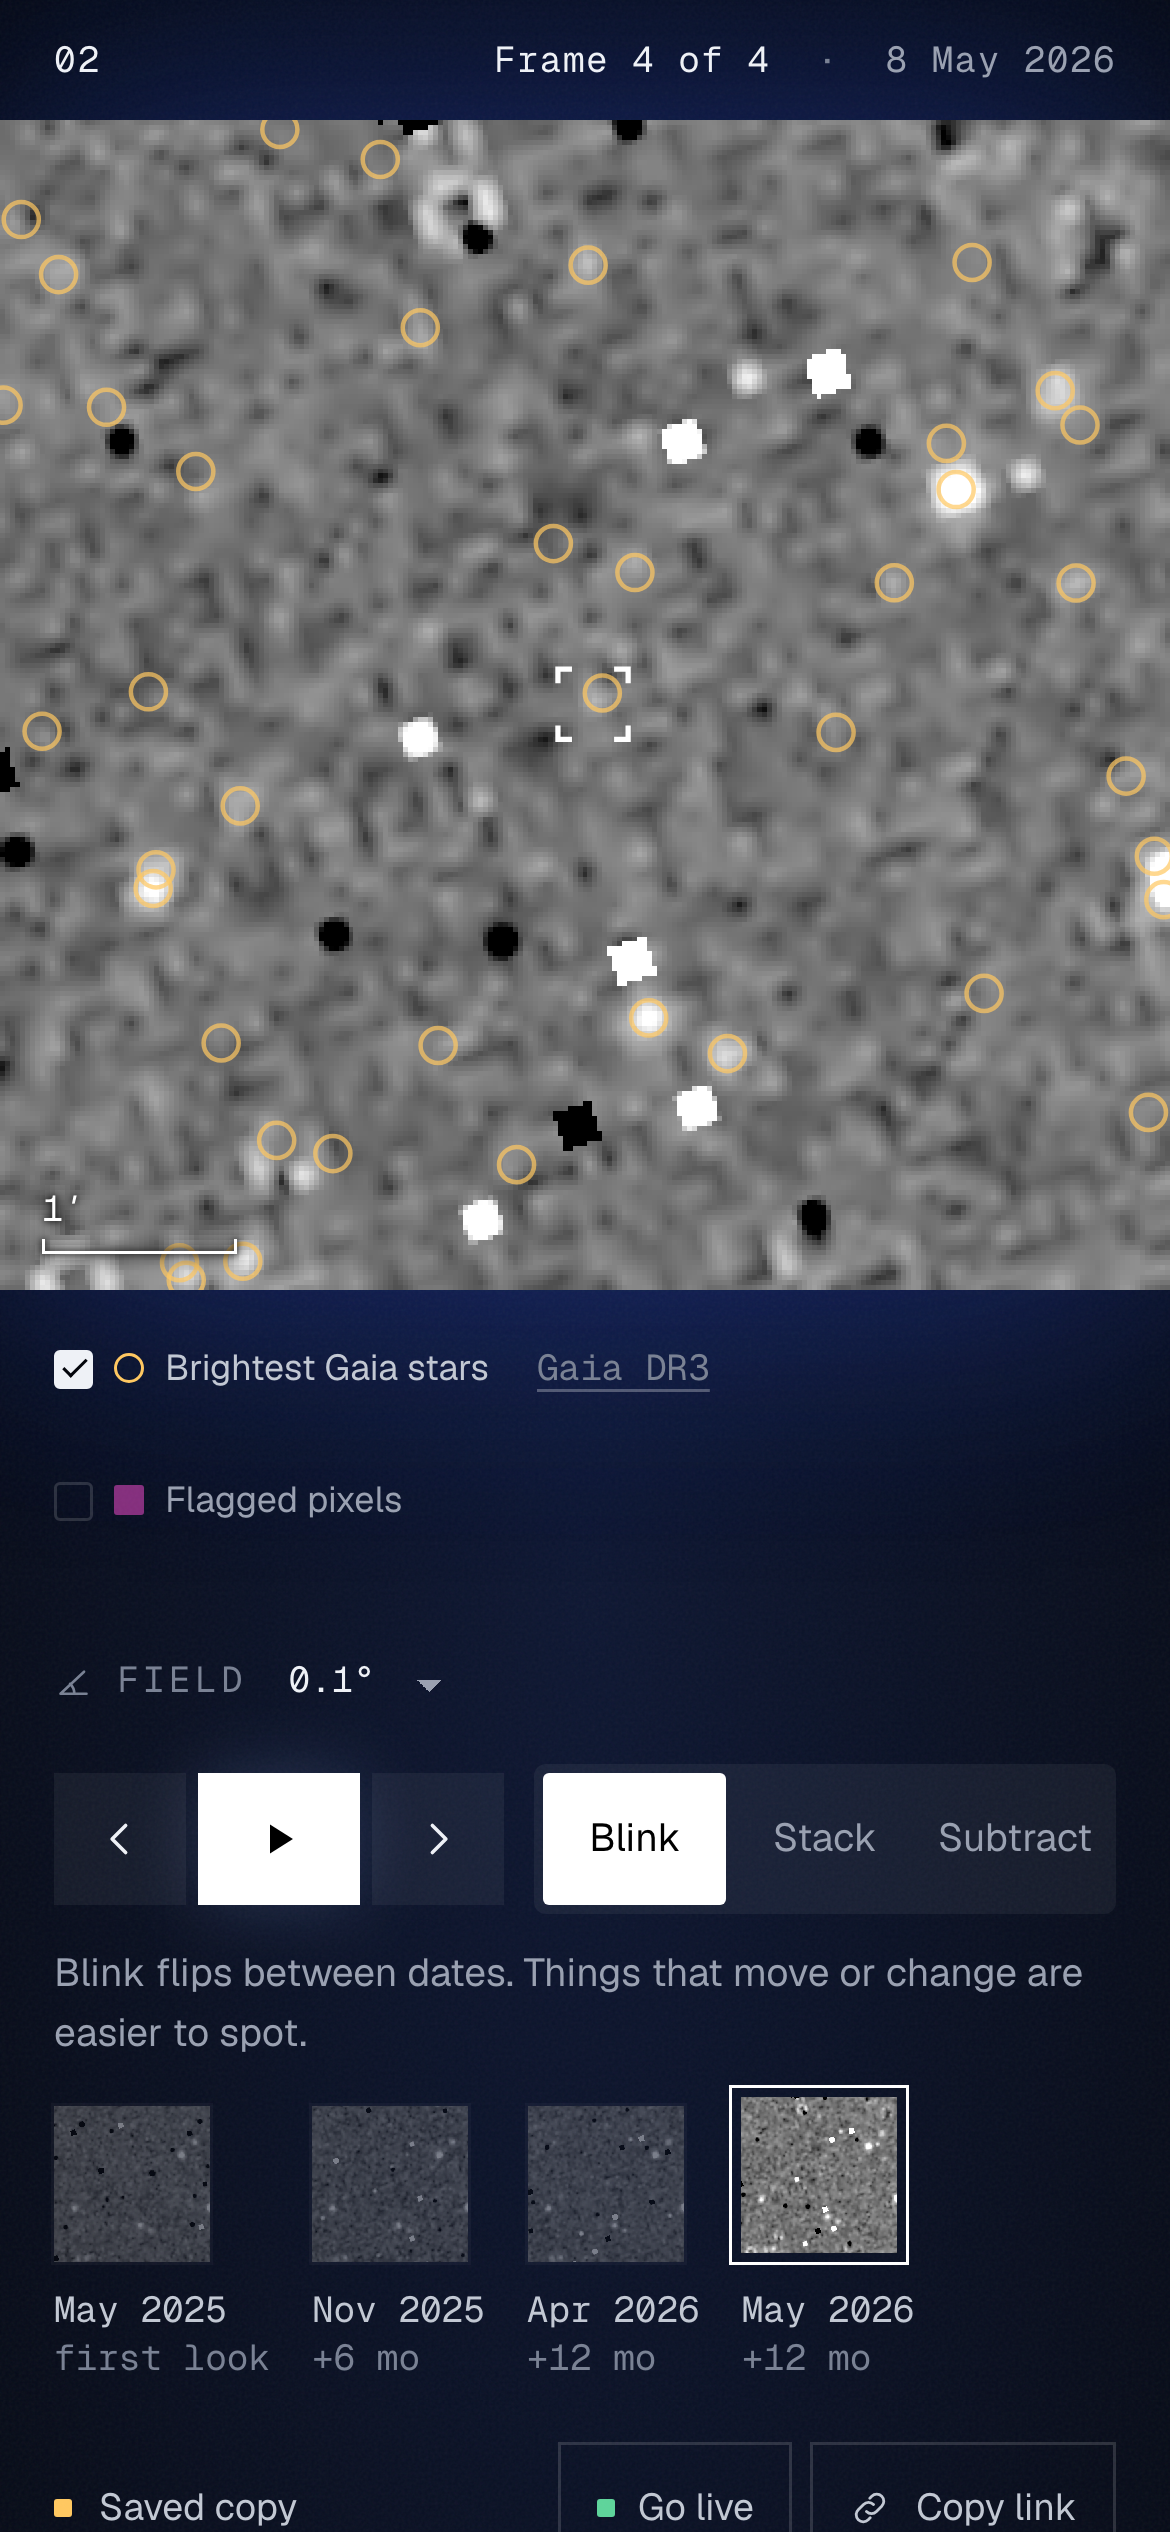 02 Frame 4 of 4 · 8 May 2026
1′
Brightest Gaia stars Gaia DR3
Flagged pixels
FIELD 0.1°
Blink Stack Subtract
Blink flips between dates. Things that move or change are
easier to spot.
May 2025 Nov 2025 Apr 2026 May 2026
first look +6 mo +12 mo +12 mo
Saved copy Go live Copy link